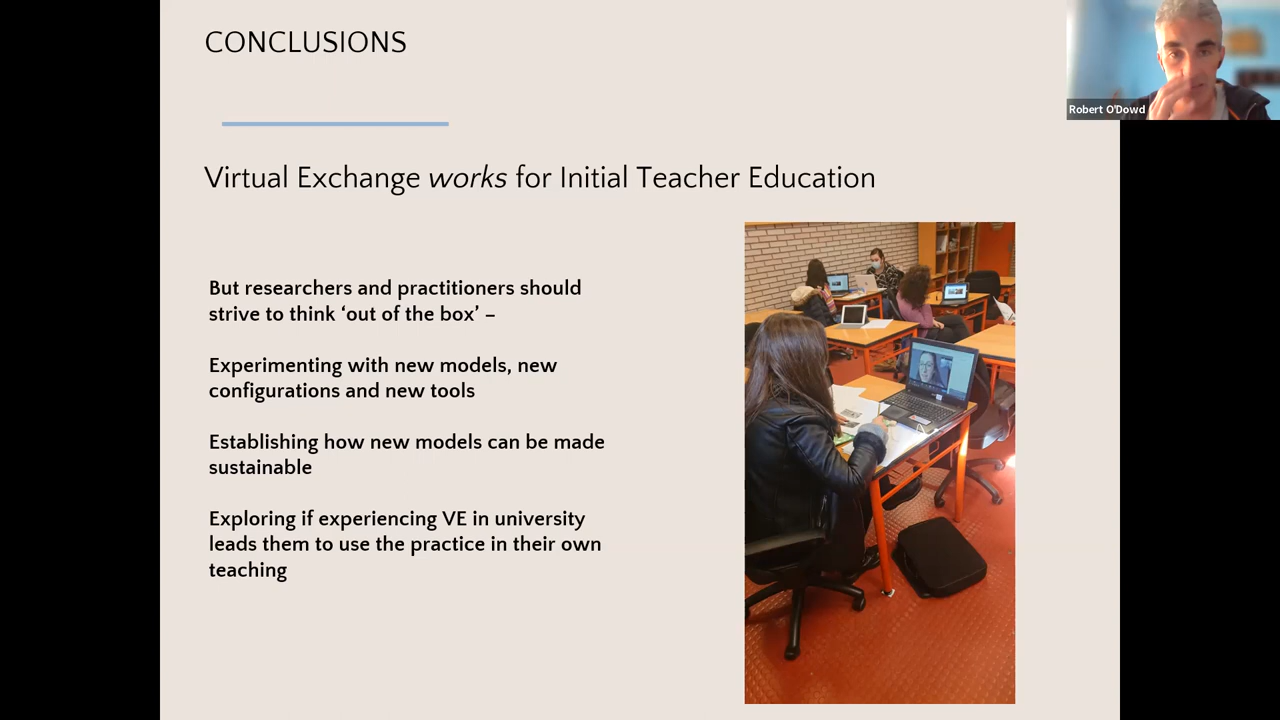 CONCLUSIONS
Robert O'Dowd
Virtual Exchange works for Initial Teacher Education
But researchers and practitioners should
strive to think ‘out of the box’ –
Experimenting with new models, new
configurations and new tools
Establishing how new models can be made
sustainable
Exploring if experiencing VE in university
leads them to use the practice in their own
teaching